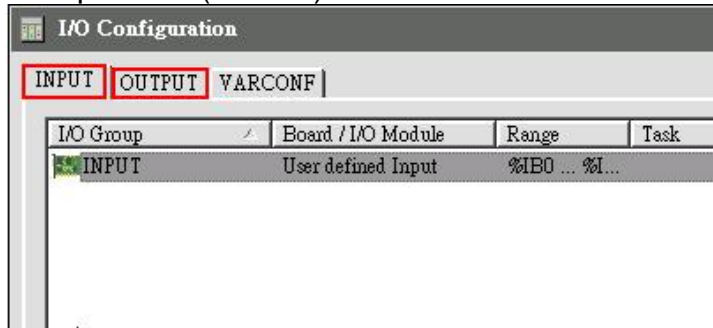 I/O Configuration
INPUT OUTPUT VARCONF
I/O Group Board / I/O Module Range Task
INPUT User defined Input %IB0 ... %I...